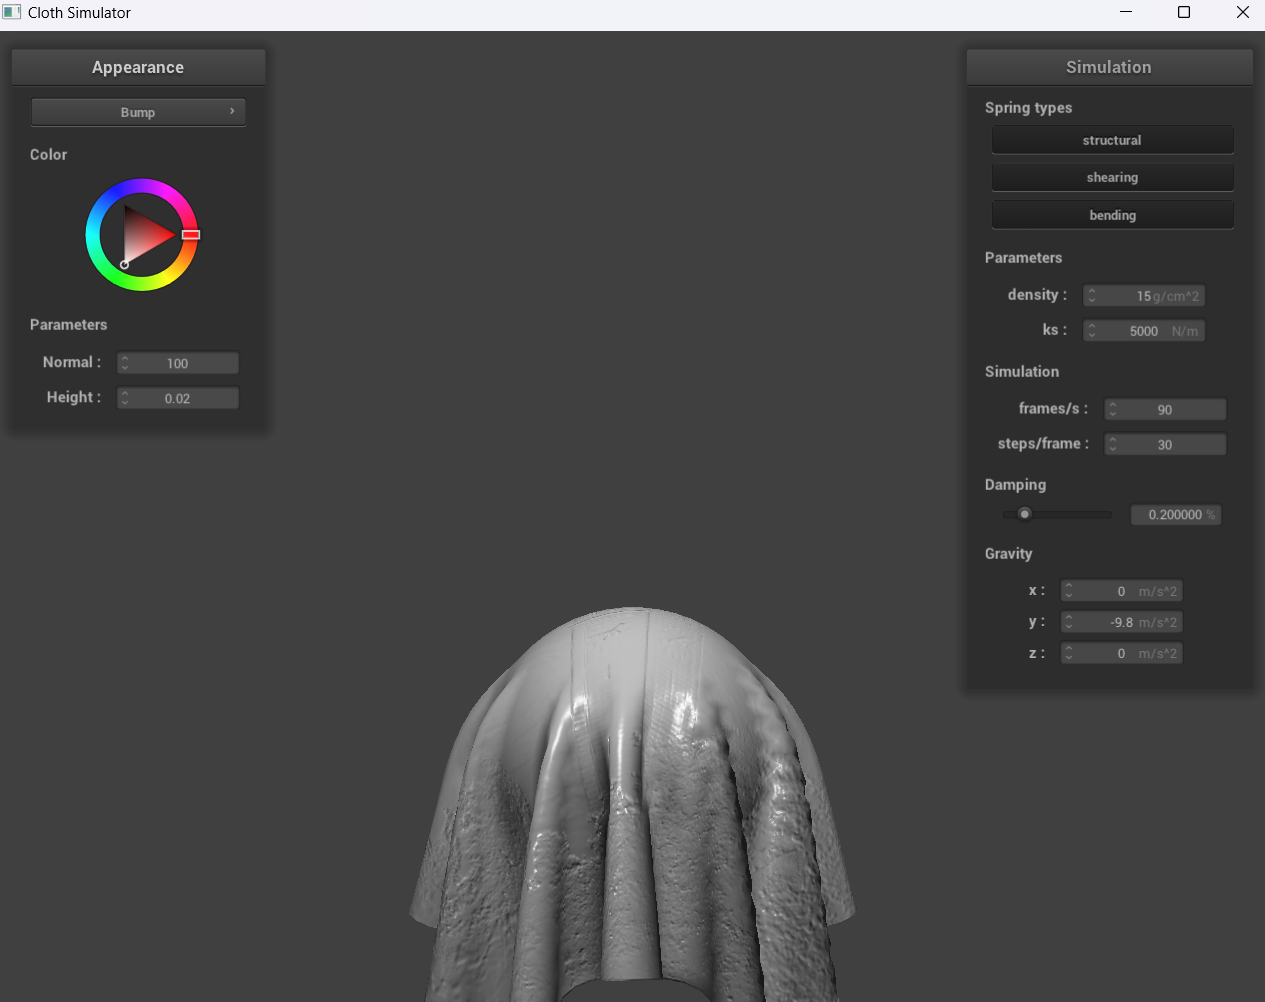 Cloth Simulator
Appearance
Bump
Color
Parameters
Normal : 100
Height : 0.02
Simulation
Spring types
structural
shearing
bending
Parameters
density : 15 g/cm^2
ks : 5000 N/m
Simulation
frames/s : 90
steps/frame : 30
Damping
0.200000 %
Gravity
x : 0 m/s^2
y : -9.8 m/s^2
z : 0 m/s^2